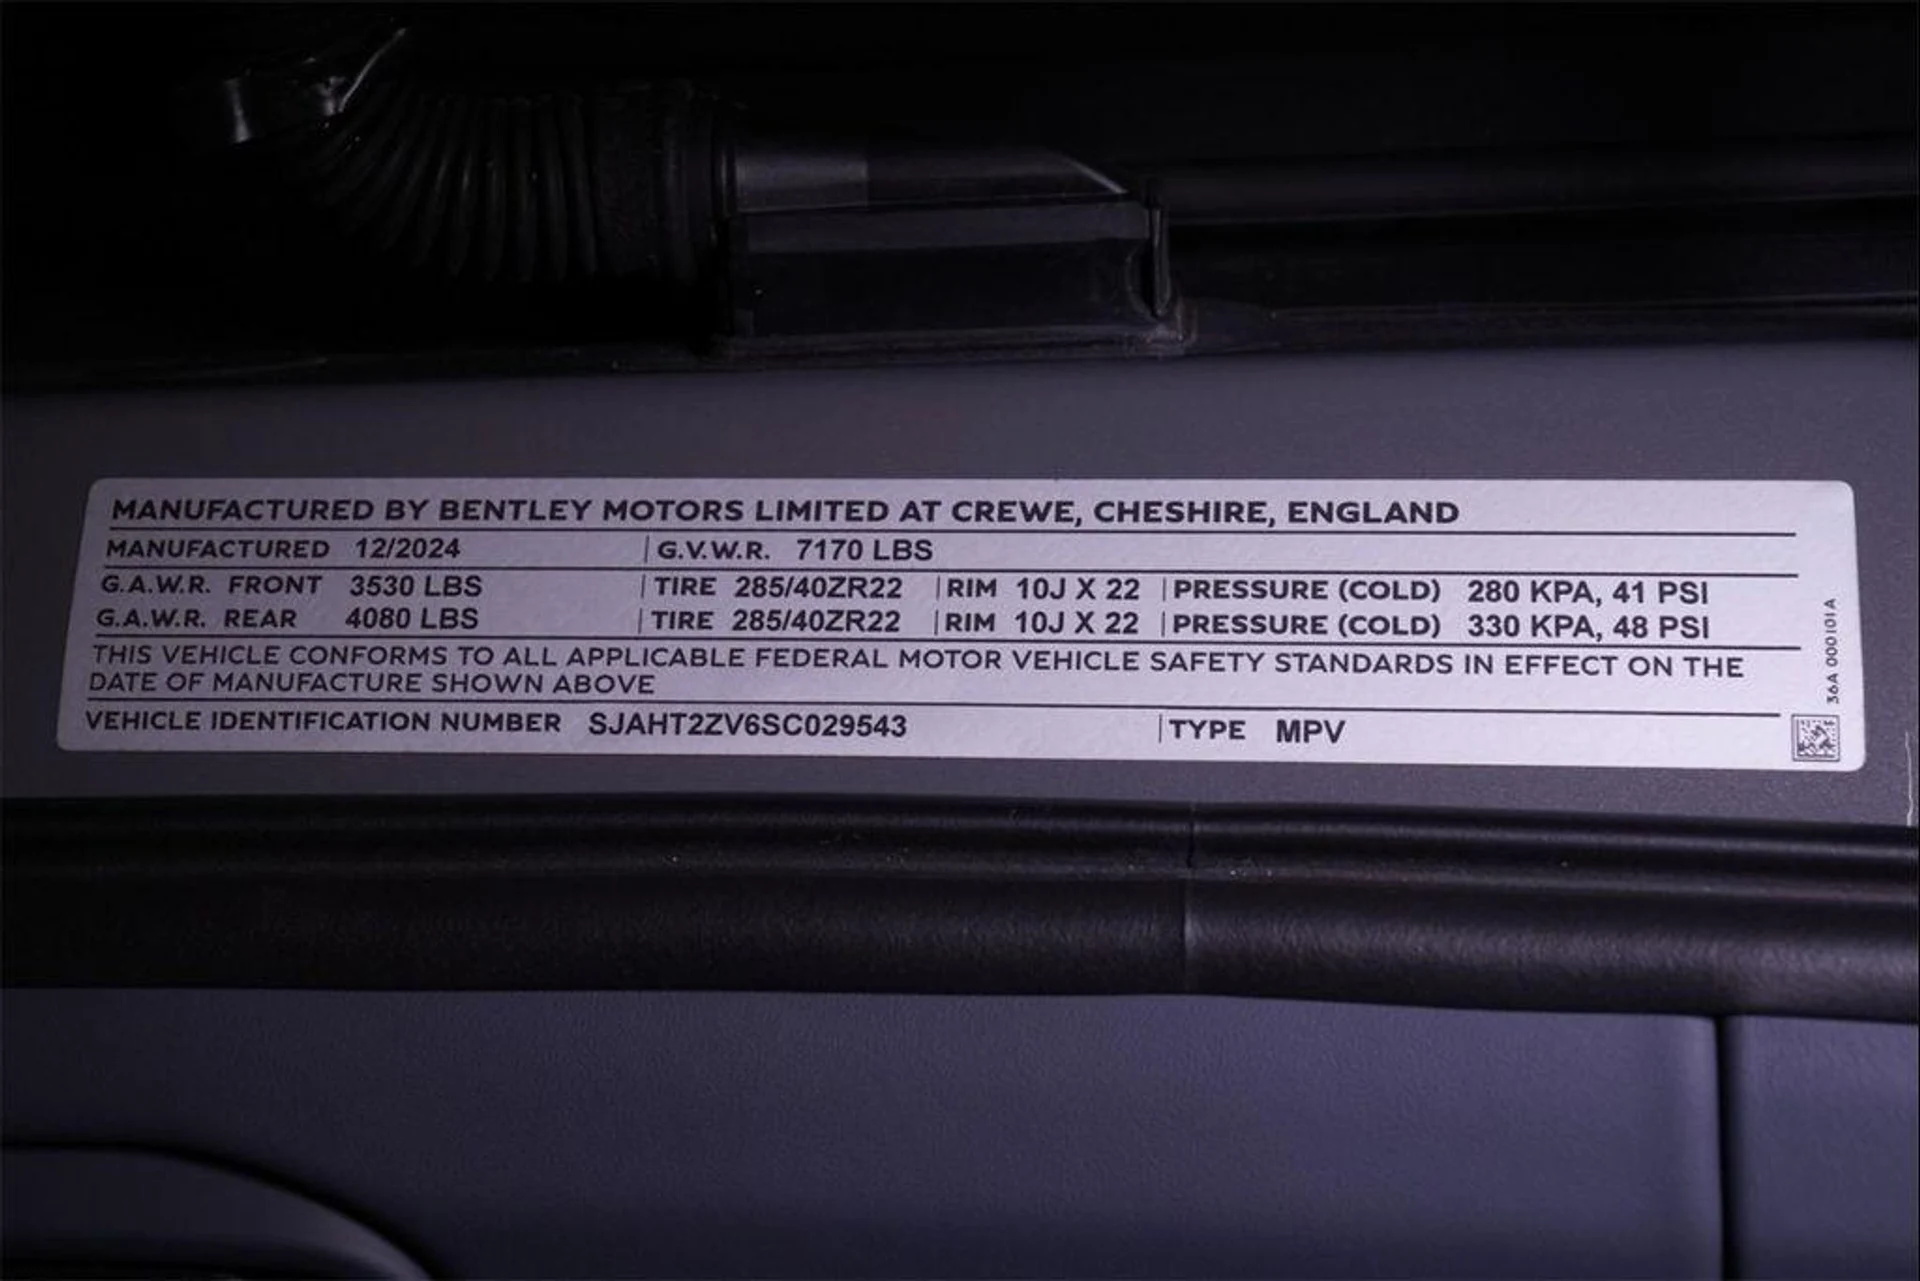 MANUFACTURED BY BENTLEY MOTORS LIMITED AT CREWE, CHESHIRE, ENGLAND
MANUFACTURED 12/2024 G.V.W.R. 7170 LBS
G.A.W.R. FRONT 3530 LBS TIRE 285/40ZR22 RIM 10J X 22 PRESSURE (COLD) 280 KPA, 41 PSI
G.A.W.R. REAR 4080 LBS TIRE 285/40ZR22 RIM 10J X 22 PRESSURE (COLD) 330 KPA, 48 PSI
THIS VEHICLE CONFORMS TO ALL APPLICABLE FEDERAL MOTOR VEHICLE SAFETY STANDARDS IN EFFECT ON THE
DATE OF MANUFACTURE SHOWN ABOVE
VEHICLE IDENTIFICATION NUMBER SJAHT2ZV6SC029543 TYPE MPV
36A 000101 A